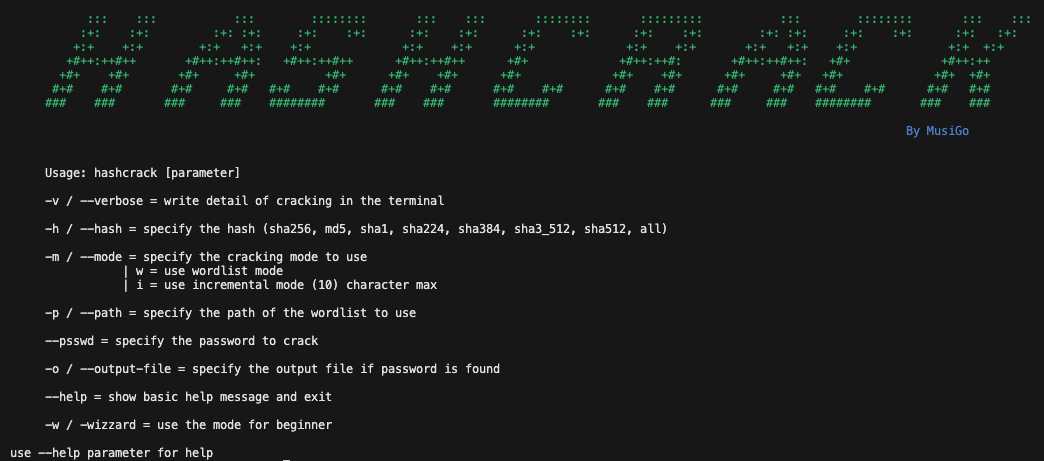 HASHCRACK
By MusiGo
Usage: hashcrack [parameter]
-v / --verbose = write detail of cracking in the terminal
-h / --hash = specify the hash (sha256, md5, sha1, sha224, sha384, sha3_512, sha512, all)
-m / --mode = specify the cracking mode to use
| w = use wordlist mode
| i = use incremental mode (10) character max
-p / --path = specify the path of the wordlist to use
--psswd = specify the password to crack
-o / --output-file = specify the output file if password is found
--help = show basic help message and exit
-w / -wizzard = use the mode for beginner
use --help parameter for help